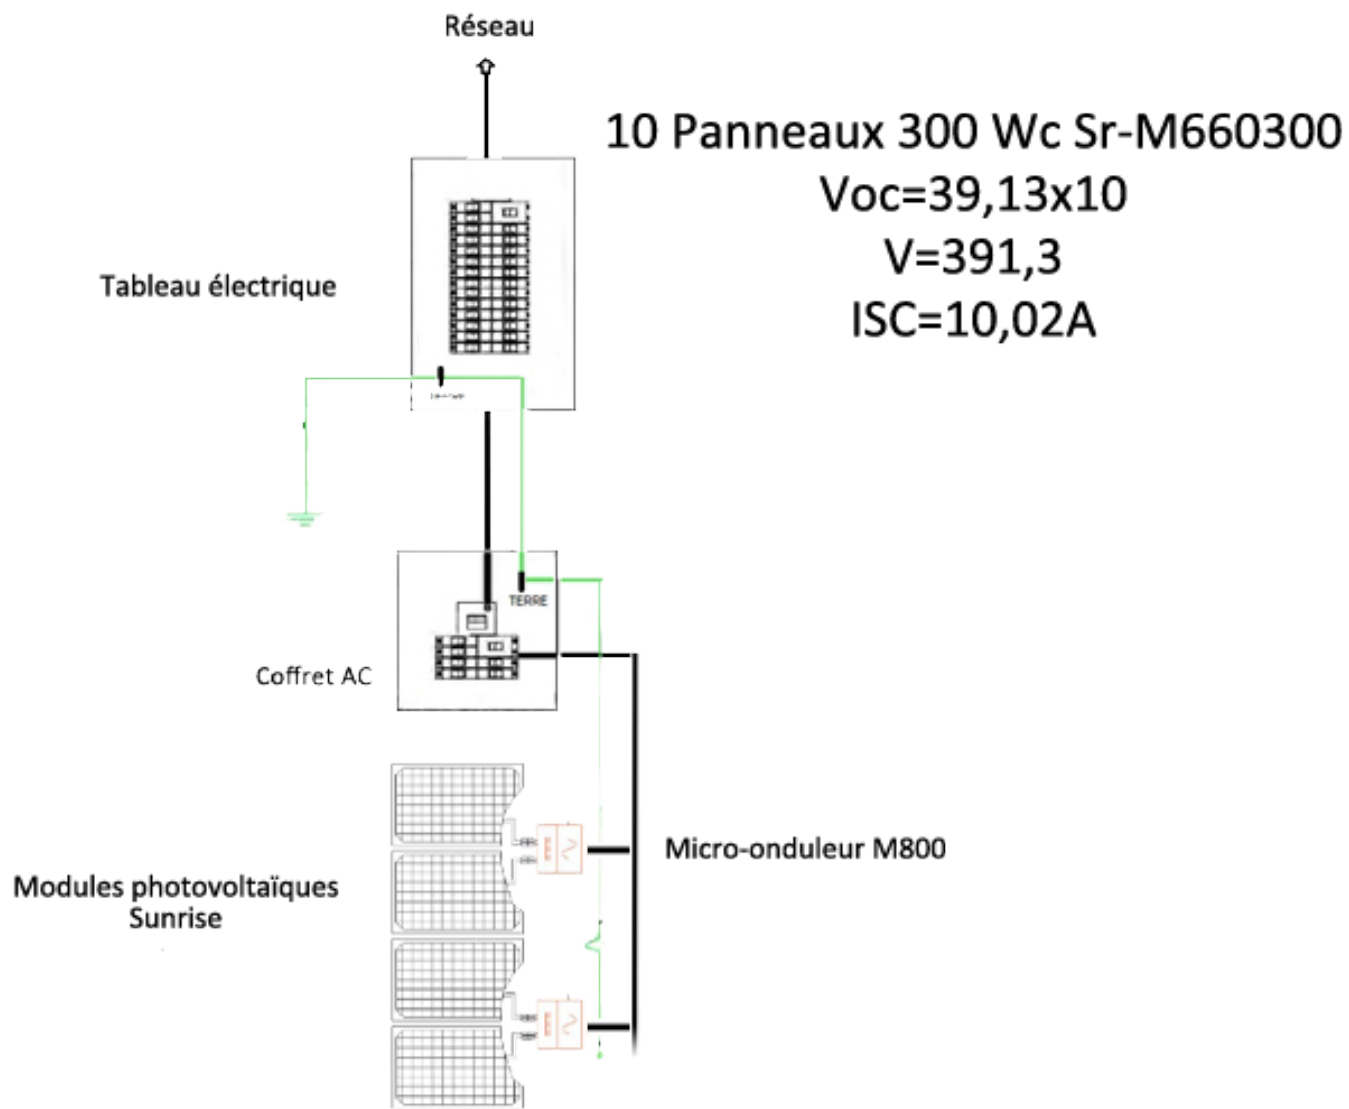 Réseau
10 Panneaux 300 Wc Sr-M660300
Voc=39,13x10
V=391,3
ISC=10,02A
Tableau électrique
TERRE
Coffret AC
Micro-onduleur M800
Modules photovoltaïques
Sunrise